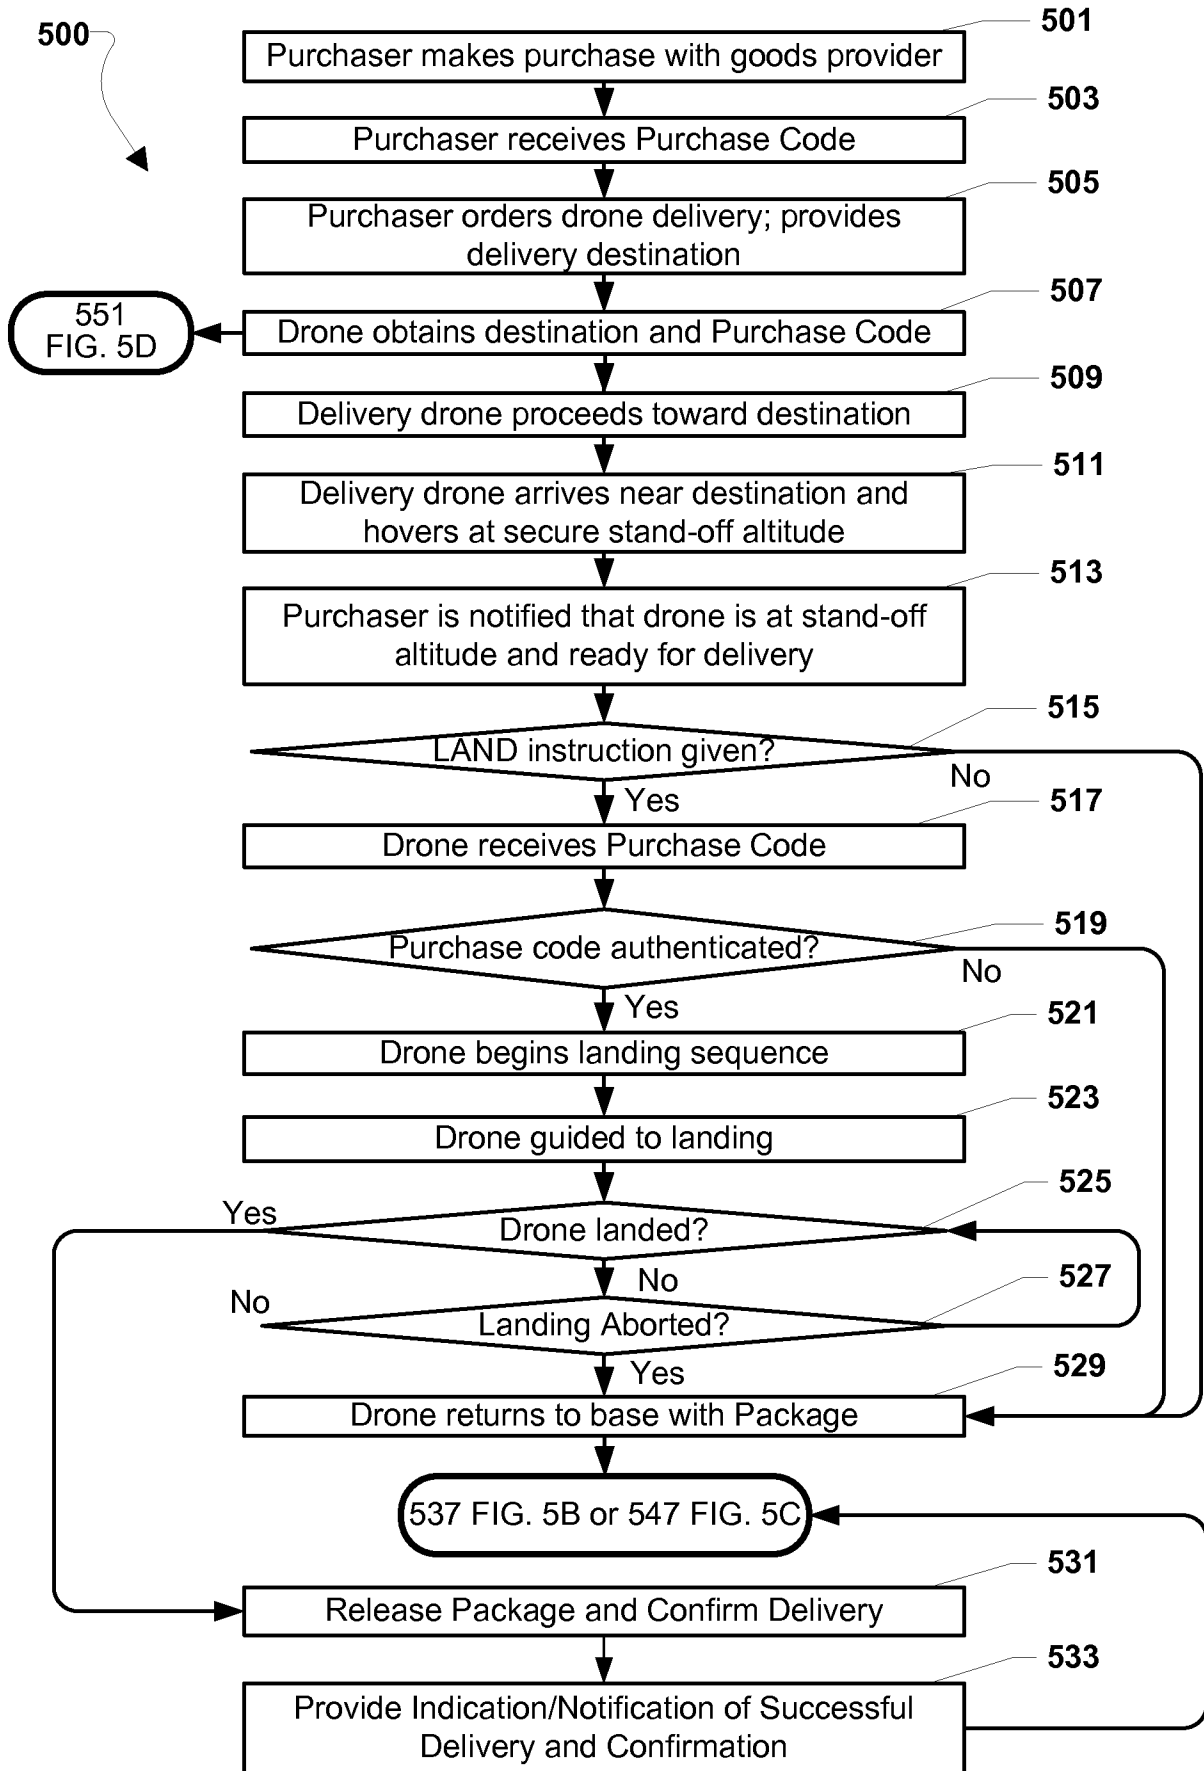 500
501
Purchaser makes purchase with goods provider
503
Purchaser receives Purchase Code
505
Purchaser orders drone delivery; provides
delivery destination
507
551
FIG. 5D
Drone obtains destination and Purchase Code
509
Delivery drone proceeds toward destination
511
Delivery drone arrives near destination and
hovers at secure stand-off altitude
513
Purchaser is notified that drone is at stand-off
altitude and ready for delivery
515
LAND instruction given?
No
Yes
517
Drone receives Purchase Code
519
Purchase code authenticated?
No
Yes
521
Drone begins landing sequence
523
Drone guided to landing
525
Yes
Drone landed?
No
527
No
Landing Aborted?
Yes
529
Drone returns to base with Package
537 FIG. 5B or 547 FIG. 5C
531
Release Package and Confirm Delivery
533
Provide Indication/Notification of Successful
Delivery and Confirmation